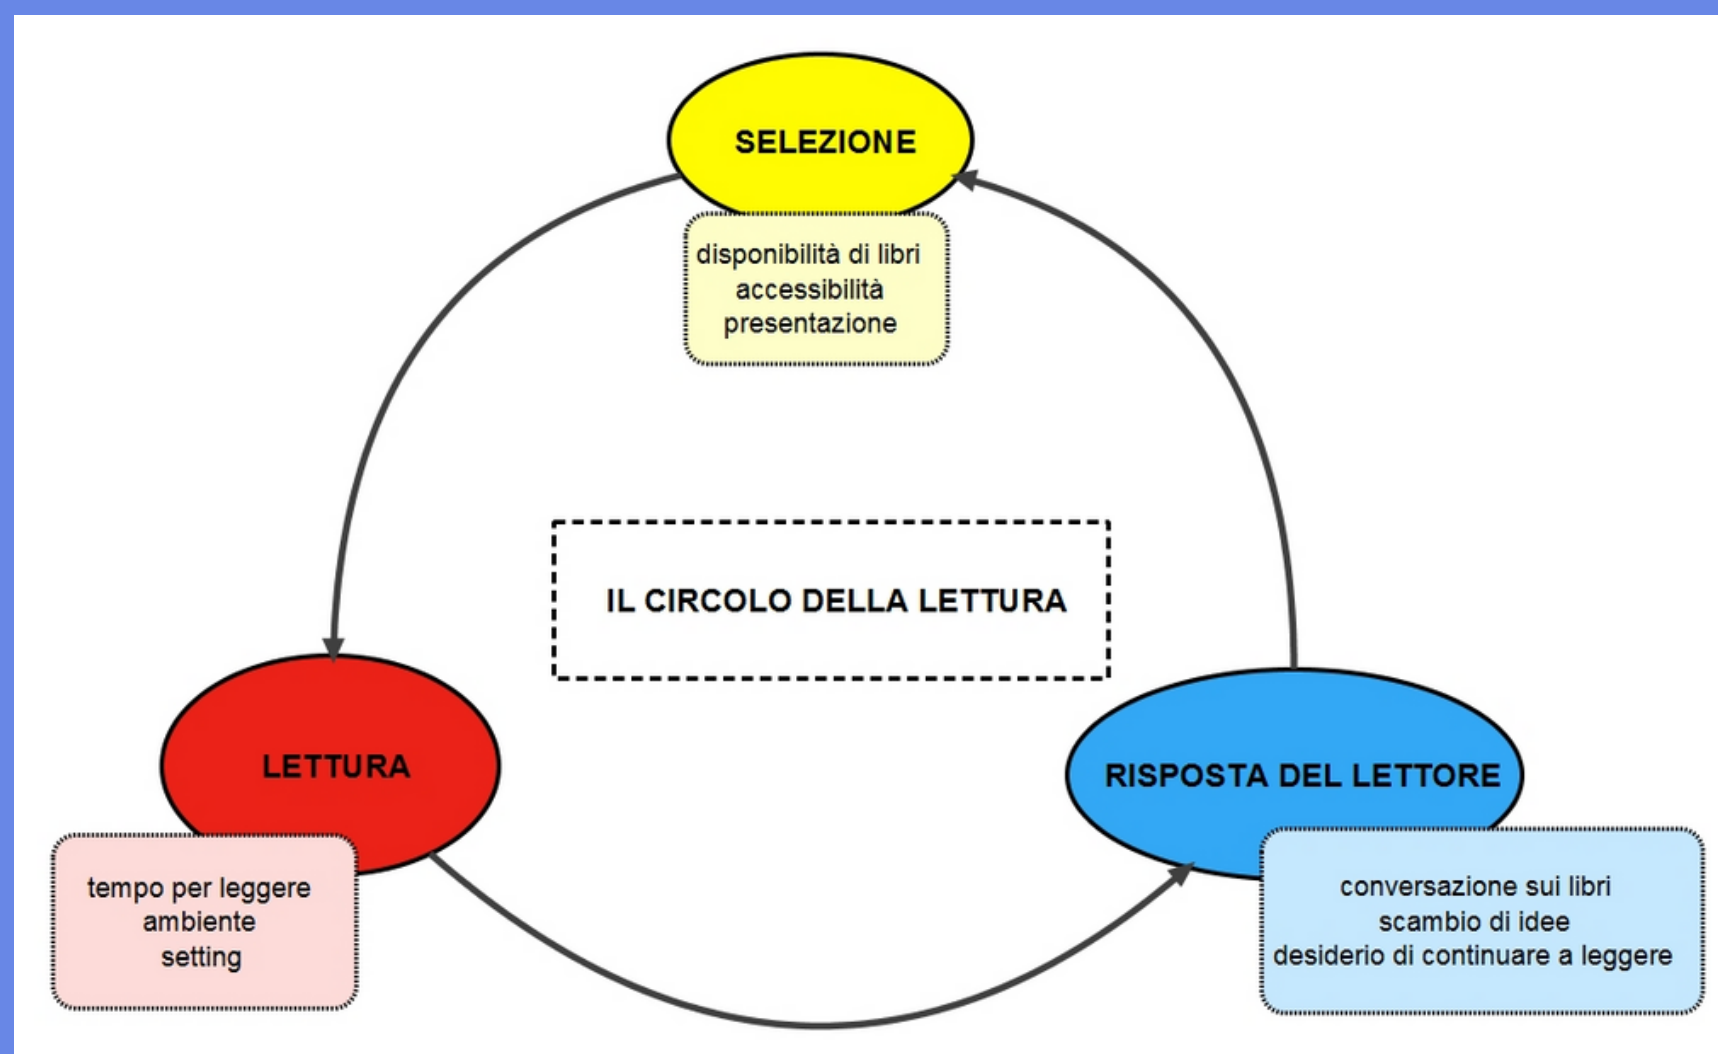 SELEZIONE
disponibilità di libri
accessibilità
presentazione
IL CIRCOLO DELLA LETTURA
LETTURA
tempo per leggere
ambiente
setting
RISPOSTA DEL LETTORE
conversazione sui libri
scambio di idee
desiderio di continuare a leggere